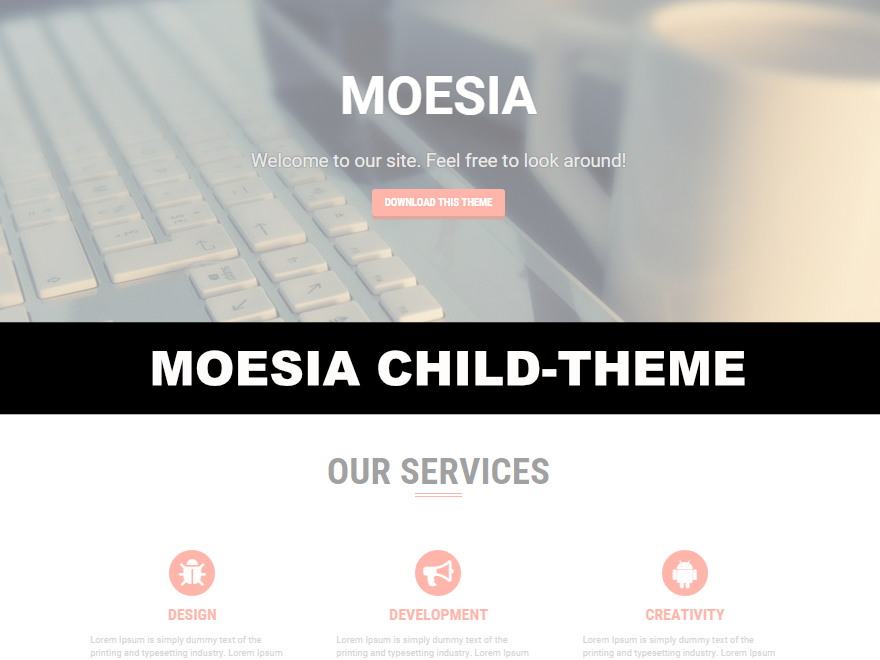 MOESIA
Welcome to our site. Feel free to look around!
DOWNLOAD THIS THEME
MOESIA CHILD-THEME
OUR SERVICES
DESIGN
Lorem Ipsum is simply dummy text of the
printing and typesetting industry. Lorem Ipsum
DEVELOPMENT
Lorem Ipsum is simply dummy text of the
printing and typesetting industry. Lorem Ipsum
CREATIVITY
Lorem Ipsum is simply dummy text of the
printing and typesetting industry. Lorem Ipsum